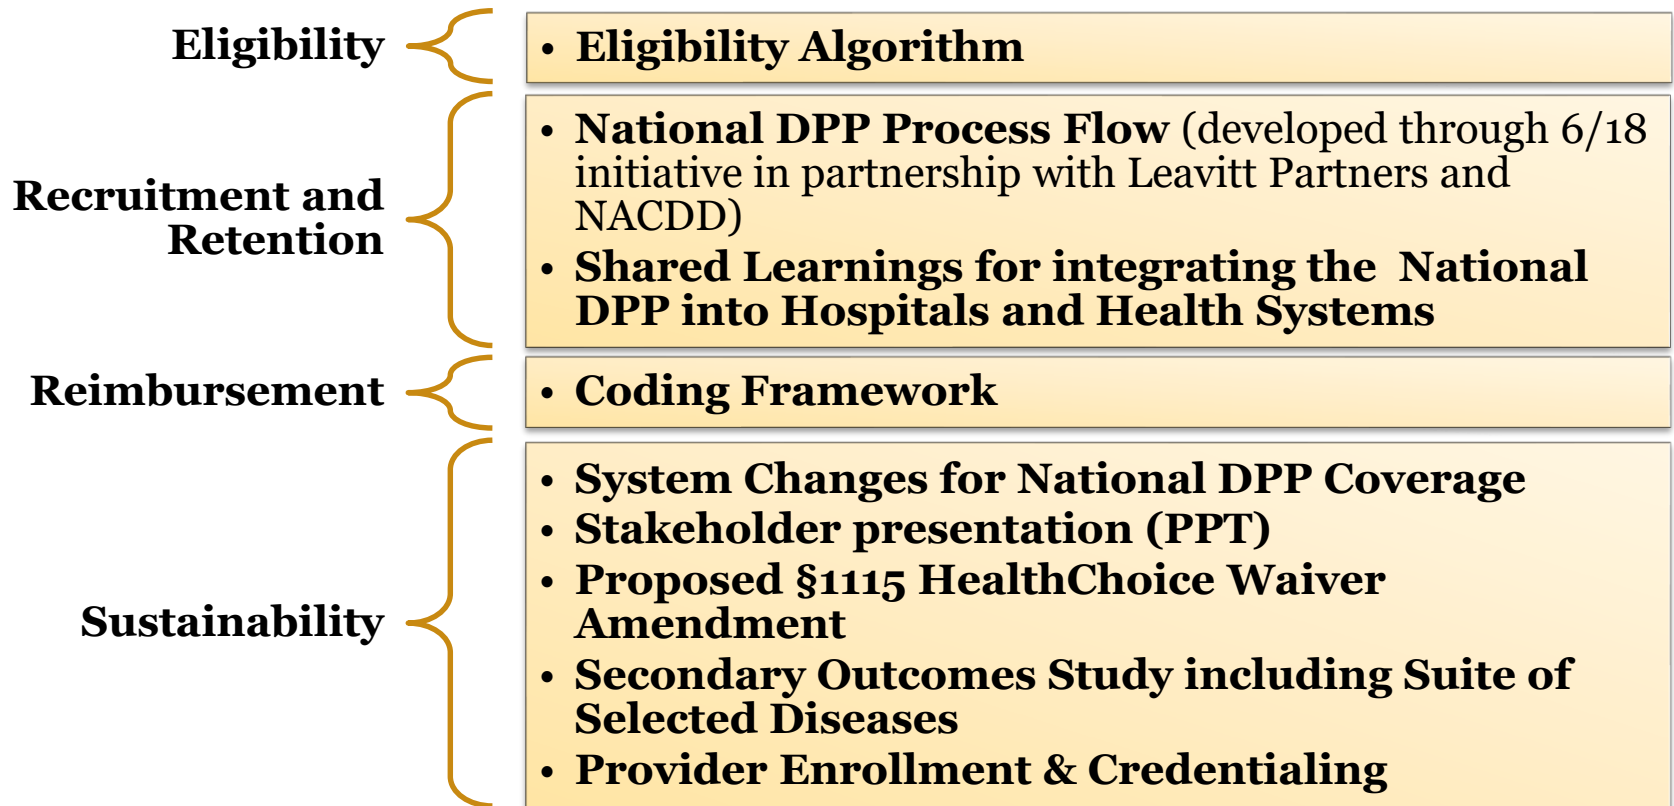 Eligibility
• Eligibility Algorithm
Recruitment and
Retention
• National DPP Process Flow (developed through 6/18
initiative in partnership with Leavitt Partners and
NACDD)
• Shared Learnings for integrating the  National
DPP into Hospitals and Health Systems
Reimbursement
• Coding Framework
Sustainability
• System Changes for National DPP Coverage
• Stakeholder presentation (PPT)
• Proposed §1115 HealthChoice Waiver
Amendment
• Secondary Outcomes Study including Suite of
Selected Diseases
• Provider Enrollment & Credentialing